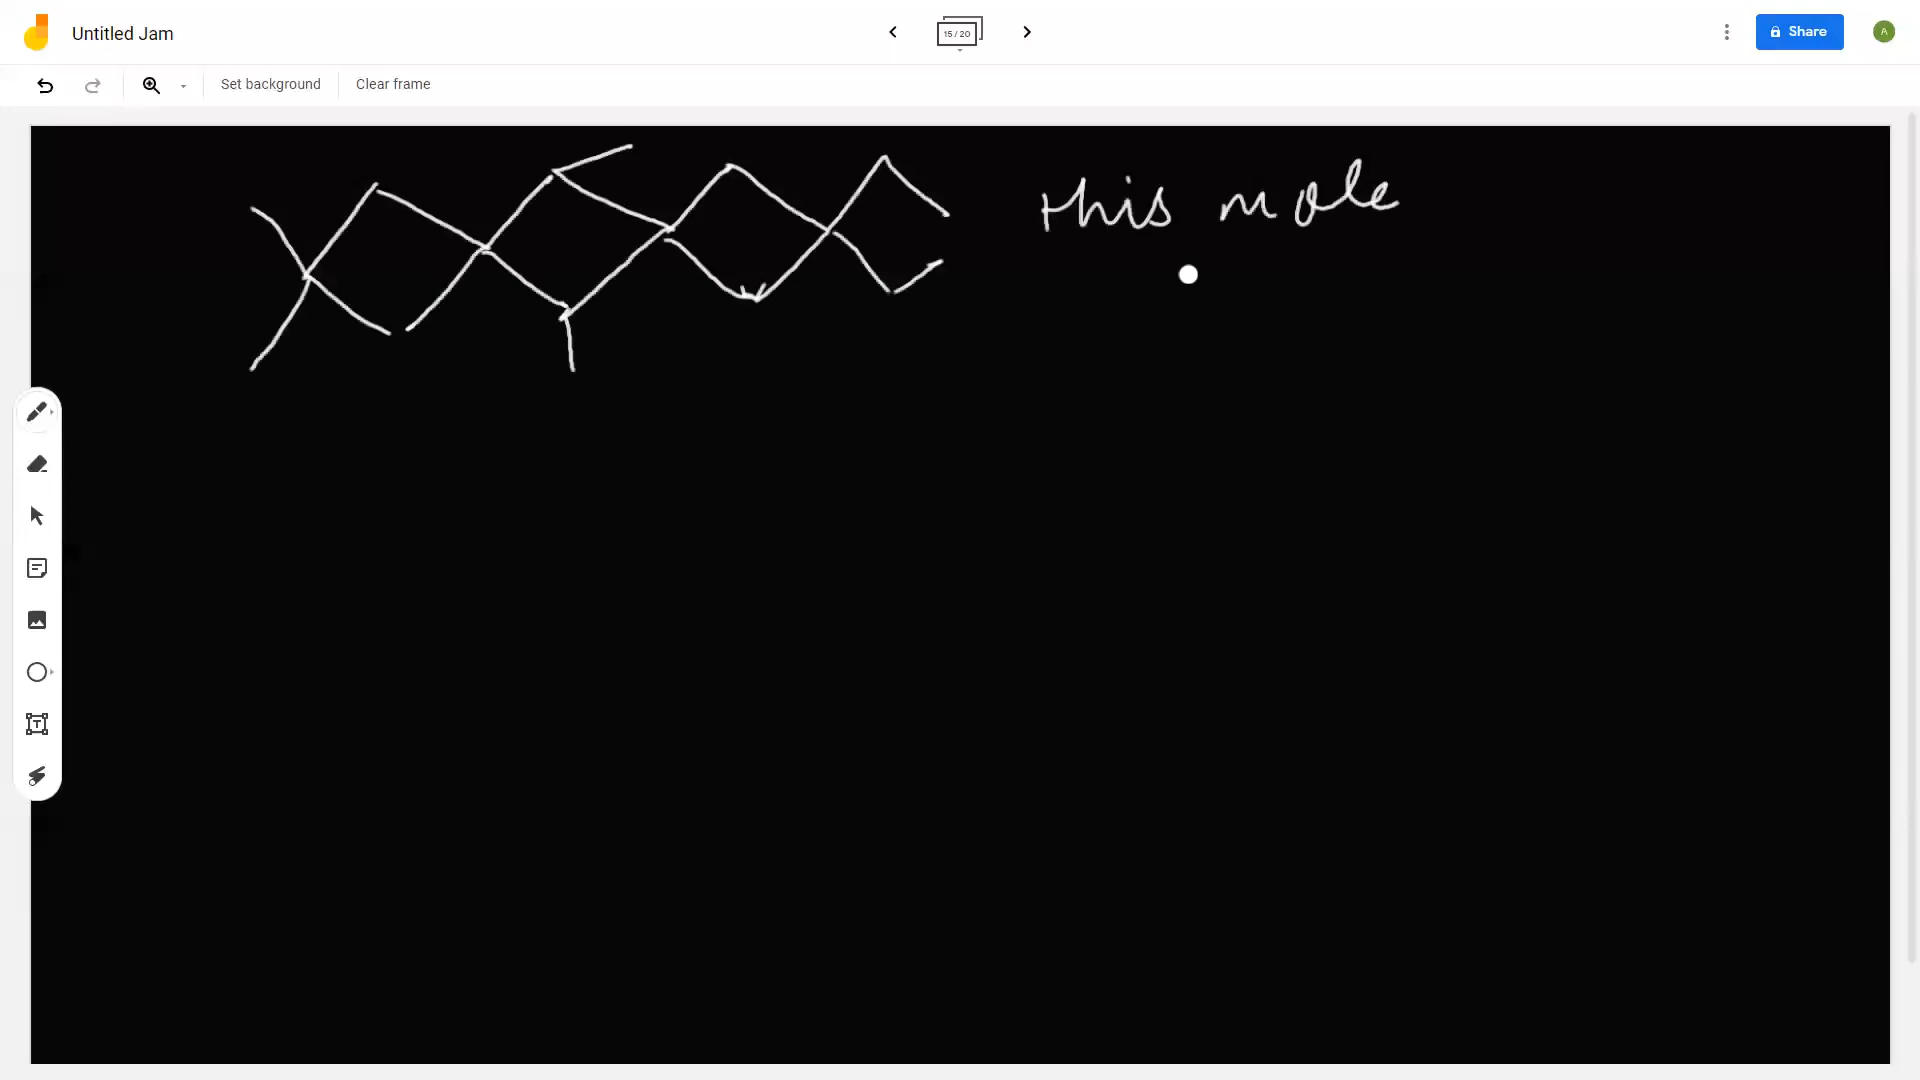 Untitled Jam
15 / 20
Share
A
Set background
Clear frame
this mole
T